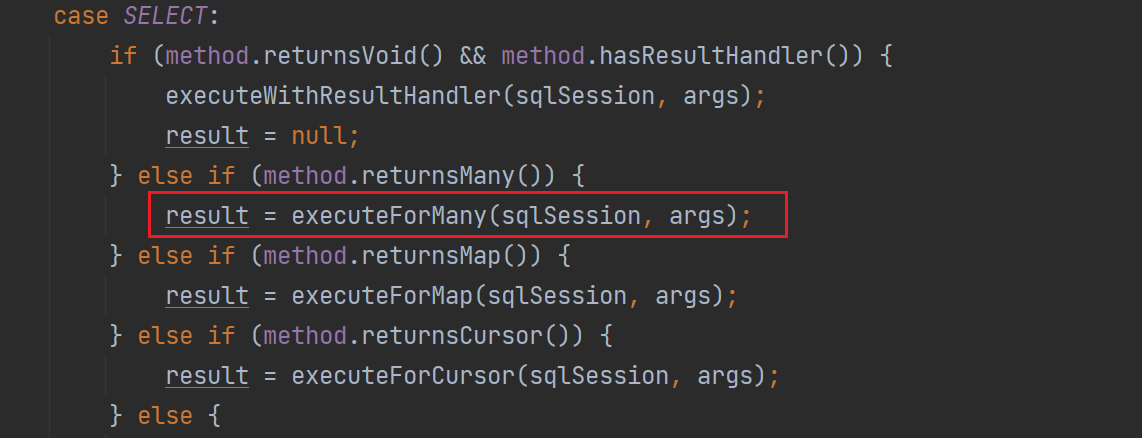 case SELECT:
if (method.returnsVoid() && method.hasResultHandler()) {
executeWithResultHandler(sqlSession, args);
result = null;
} else if (method.returnsMany()) {
result = executeForMany(sqlSession, args);
} else if (method.returnsMap()) {
result = executeForMap(sqlSession, args);
} else if (method.returnsCursor()) {
result = executeForCursor(sqlSession, args);
} else {